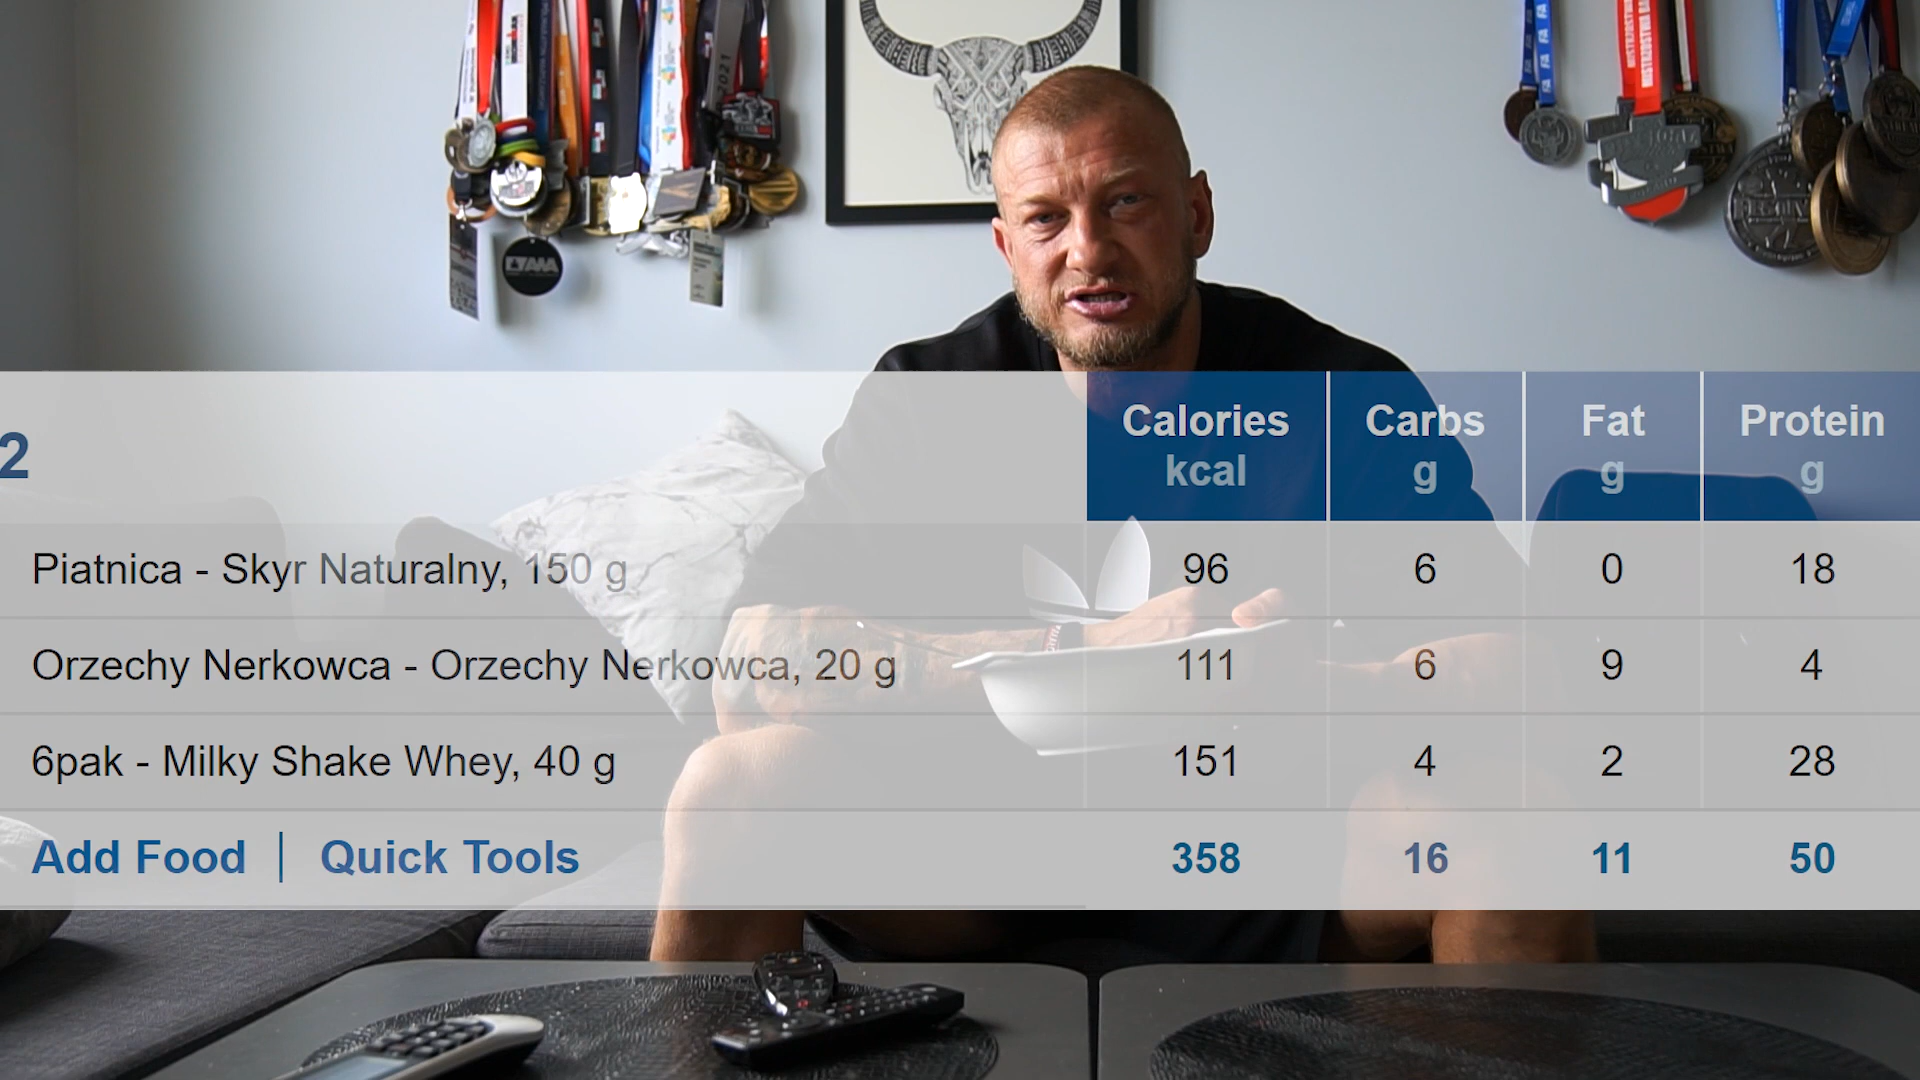 2021
Calories Carbs Fat Protein
2 kcal g g g
Piatnica - Skyr Naturalny, 150 g 96 6 0 18
Orzechy Nerkowca - Orzechy Nerkowca, 20 g 111 6 9 4
6pak - Milky Shake Whey, 40 g 151 4 2 28
Add Food | Quick Tools 358 16 11 50